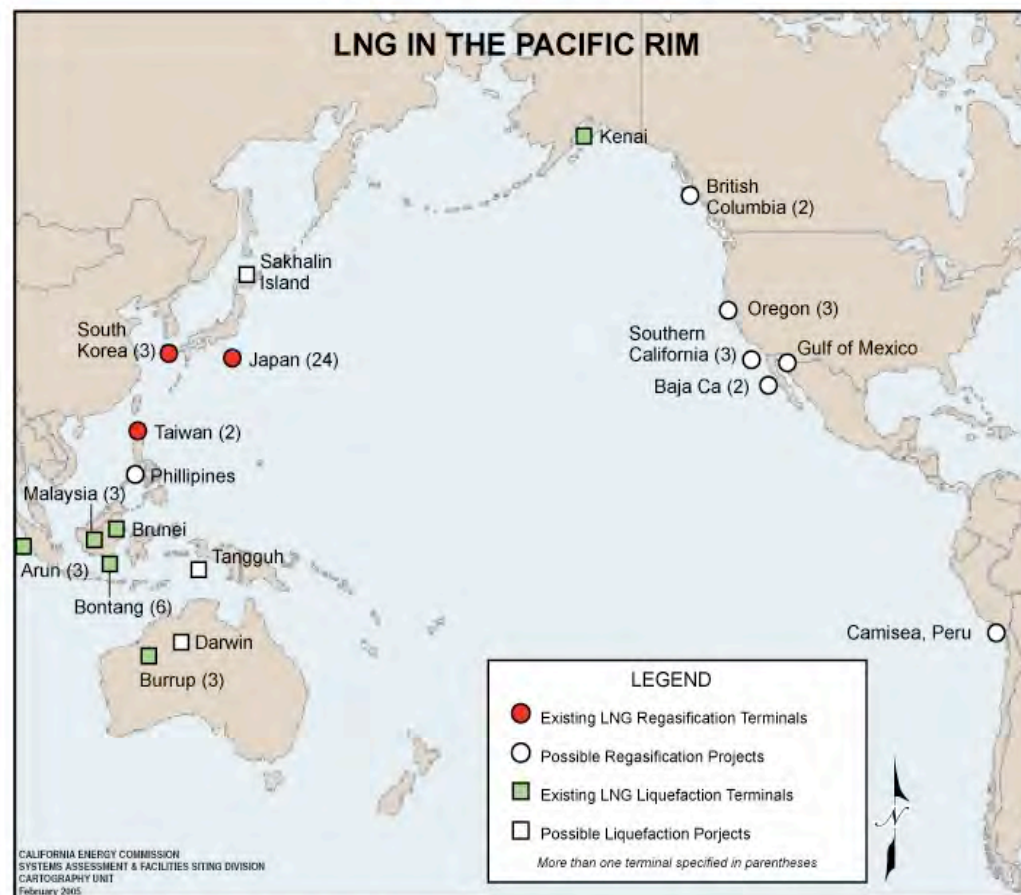 LNG IN THE PACIFIC RIM
Kenai
British
Columbia (2)
Sakhalin
Island
Oregon (3)
South
Korea (3)
Japan (24)
Southern
California (3)
Gulf of Mexico
Baja Ca (2)
Taiwan (2)
Phillipines
Malaysia (3)
Brunei
Arun (3)
Tangguh
Bontang (6)
Darwin
Burrup (3)
Camisea, Peru
LEGEND
Existing LNG Regasification Terminals
Possible Regasification Projects
Existing LNG Liquefaction Terminals
Possible Liquefaction Porjects
More than one terminal specified in parentheses
N
CALIFORNIA ENERGY COMMISSION
SYSTEMS ASSESSMENT & FACILITIES SITING DIVISION
CARTOGRAPHY UNIT
February 2005